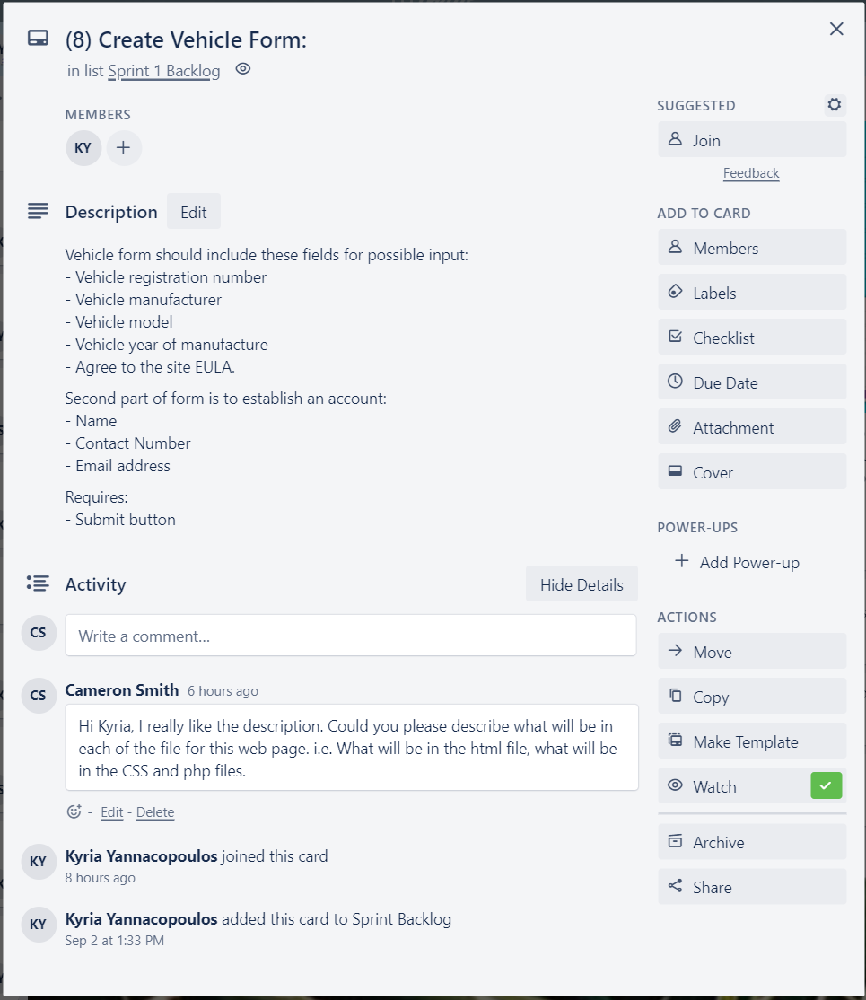 (8) Create Vehicle Form:
in list Sprint 1 Backlog
MEMBERS
KY
Description Edit
Vehicle form should include these fields for possible input:
- Vehicle registration number
- Vehicle manufacturer
- Vehicle model
- Vehicle year of manufacture
- Agree to the site EULA.
Second part of form is to establish an account:
- Name
- Contact Number
- Email address
Requires:
- Submit button
Activity Hide Details
CS
Write a comment...
CS
Cameron Smith 6 hours ago
Hi Kyria, I really like the description. Could you please describe what will be in
each of the file for this web page. i.e. What will be in the html file, what will be
in the CSS and php files.
- Edit - Delete
KY
Kyria Yannacopoulos joined this card
8 hours ago
KY
Kyria Yannacopoulos added this card to Sprint Backlog
Sep 2 at 1:33 PM
SUGGESTED
Join
Feedback
ADD TO CARD
Members
Labels
Checklist
Due Date
Attachment
Cover
POWER-UPS
+ Add Power-up
ACTIONS
Move
Copy
Make Template
Watch
Archive
Share